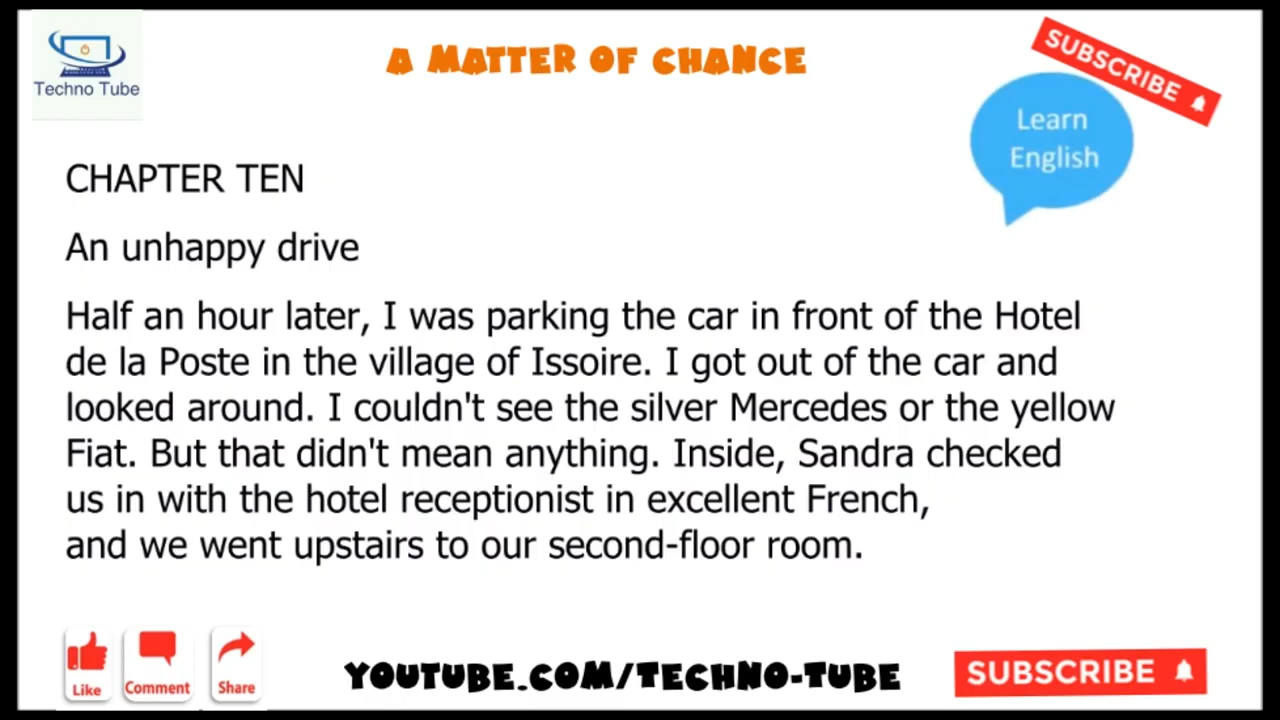 A MATTER OF CHANCE
SUBSCRIBE
Techno Tube
Learn
English
CHAPTER TEN
An unhappy drive
Half an hour later, I was parking the car in front of the Hotel
de la Poste in the village of Issoire. I got out of the car and
looked around. I couldn't see the silver Mercedes or the yellow
Fiat. But that didn't mean anything. Inside, Sandra checked
us in with the hotel receptionist in excellent French,
and we went upstairs to our second-floor room.
Like
Comment
Share
YOUTUBE.COM/TECHNO-TUBE
SUBSCRIBE